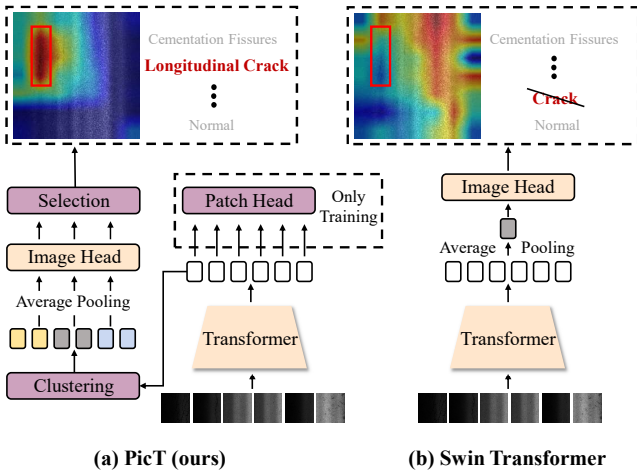 Cementation Fissures
Longitudinal Crack
Normal
Selection
Image Head
Average Pooling
Clustering
Patch Head
Only
Training
Transformer
(a) PicT (ours)
Cementation Fissures
Crack
Normal
Image Head
Average Pooling
Transformer
(b) Swin Transformer